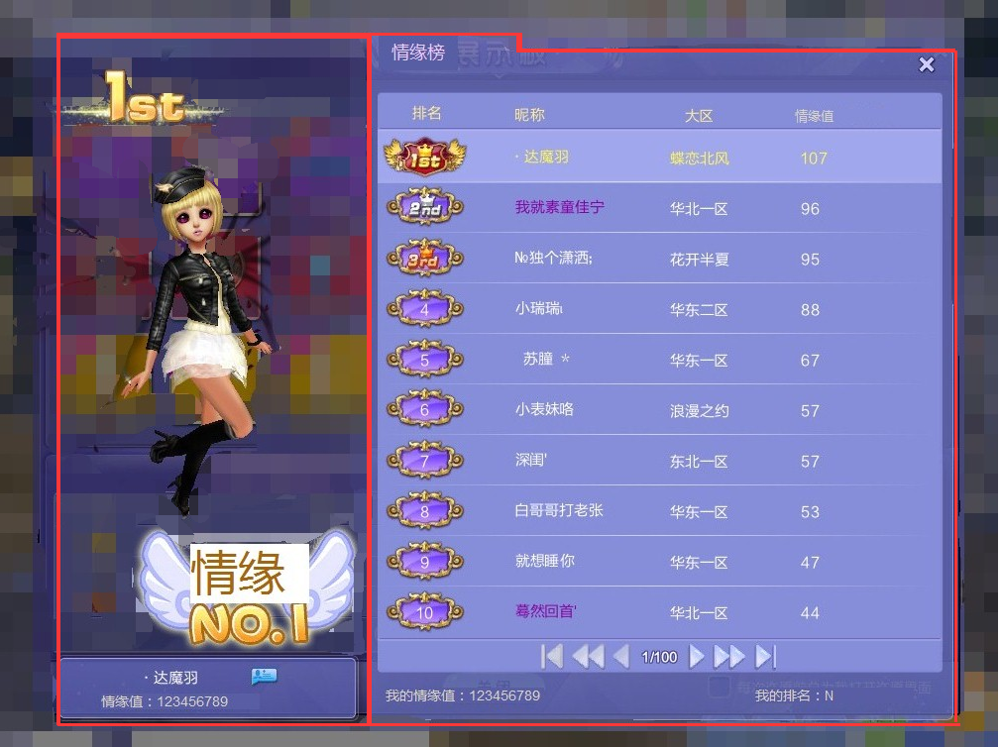 1st
情缘
NO.1
· 达魔羽
情缘值：123456789
情缘榜
排名 昵称 大区 情缘值
1st · 达魔羽 蝶恋北风 107
2nd 我就素童佳宁 华北一区 96
3rd №独个潇洒; 花开半夏 95
4 小瑞瑞ι 华东二区 88
5 苏朣 ＊ 华东一区 67
6 小表妹咯 浪漫之约 57
7 深闺' 东北一区 57
8 白哥哥打老张 华东一区 53
9 就想睡你 华东一区 47
10 蓦然回首' 华北一区 44
1/100
我的情缘值：123456789 我的排名：N